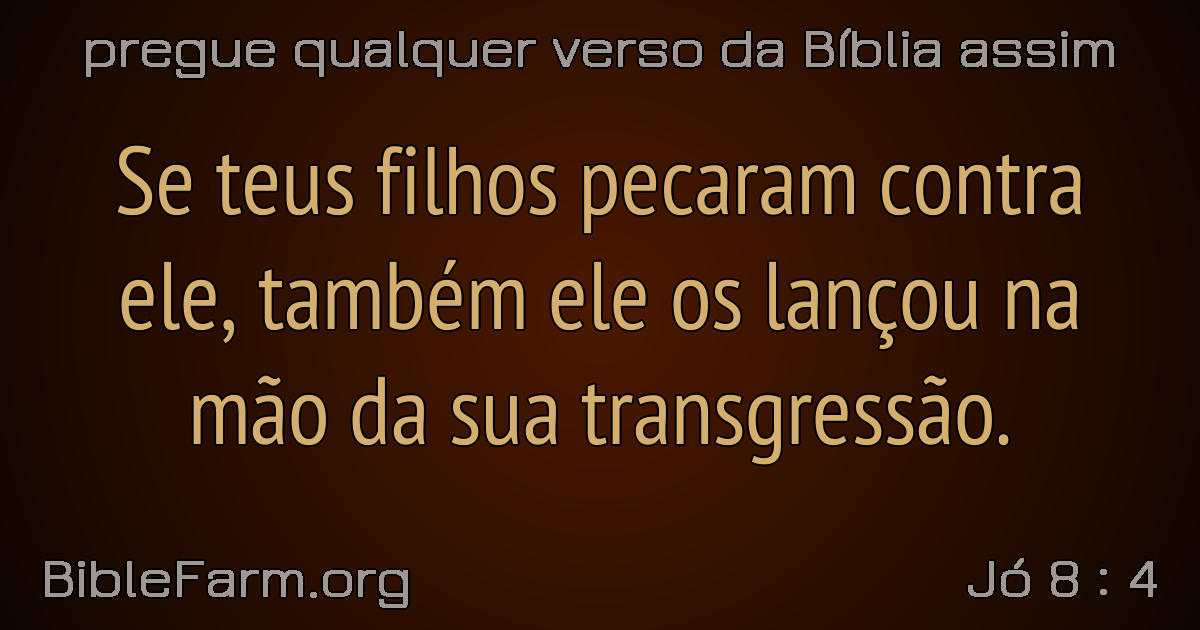 pregue qualquer verso da Bíblia assim
Se teus filhos pecaram contra
ele, também ele os lançou na
mão da sua transgressão.
BibleFarm.org
Jó 8 : 4